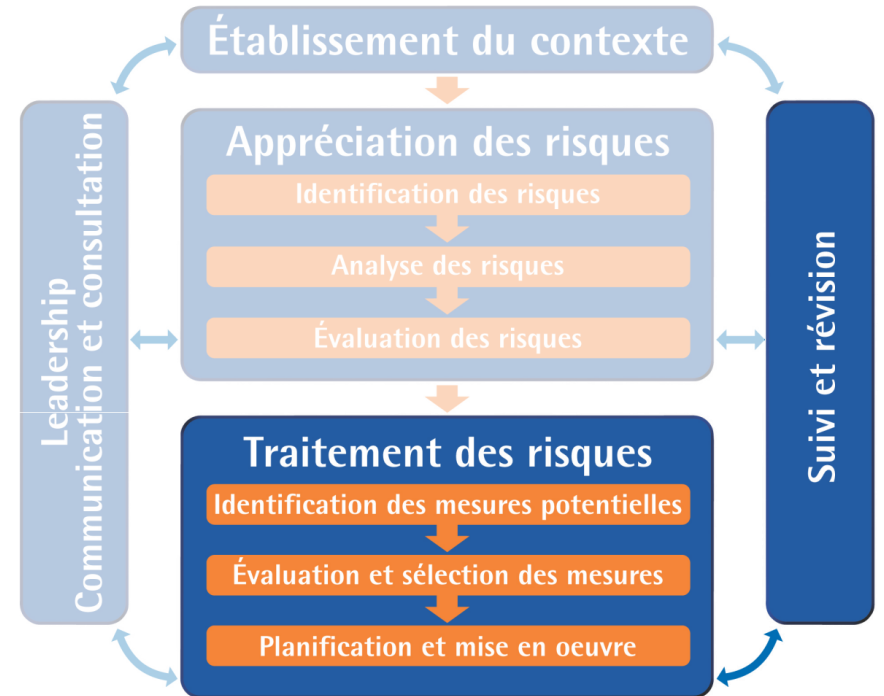 Établissement du contexte
Leadership
Communication et consultation
Appréciation des risques
Identification des risques
Analyse des risques
Évaluation des risques
Traitement des risques
Identification des mesures potentielles
Évaluation et sélection des mesures
Planification et mise en oeuvre
Suivi et révision